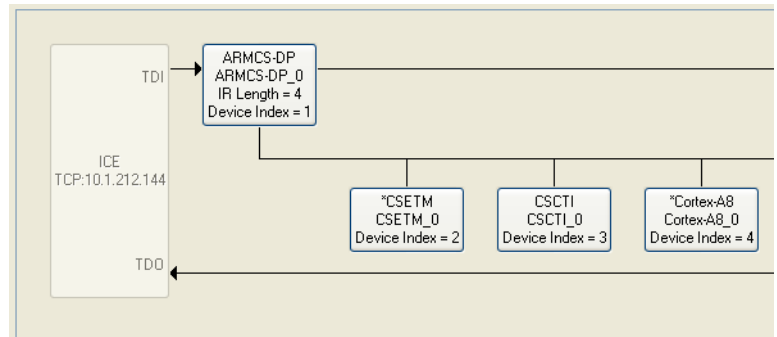 TDI
ICE
TCP:10.1.212.144
TDO
ARMCS-DP
ARMCS-DP_0
IR Length = 4
Device Index = 1
*CSETM
CSETM_0
Device Index = 2
CSCTI
CSCTI_0
Device Index = 3
*Cortex-A8
Cortex-A8_0
Device Index = 4